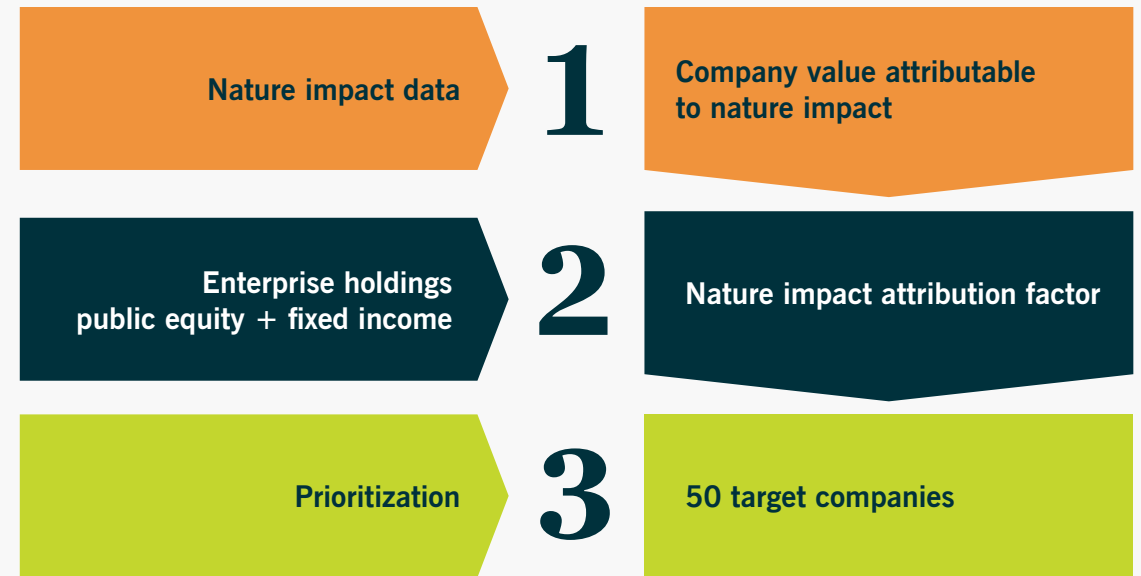 Nature impact data
1
Company value attributable
to nature impact
Enterprise holdings
public equity + fixed income
2
Nature impact attribution factor
Prioritization
3
50 target companies